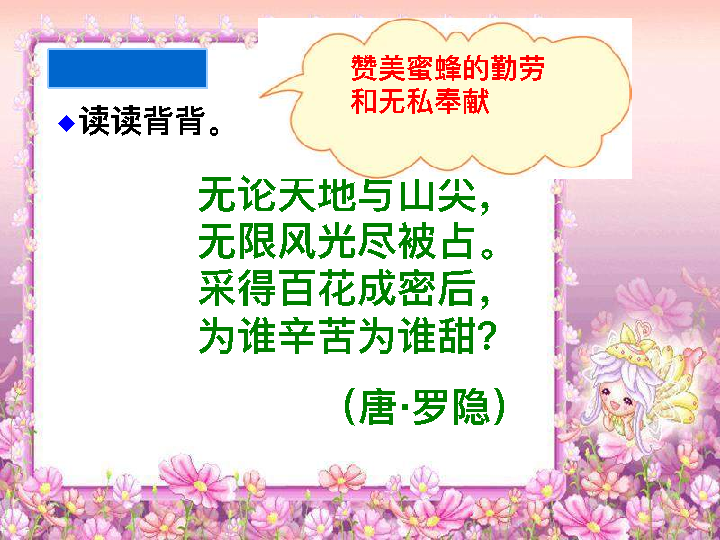 赞美蜜蜂的勤劳
和无私奉献
◆读读背背。
无论天地与山尖，
无限风光尽被占。
采得百花成密后，
为谁辛苦为谁甜？
（唐·罗隐）